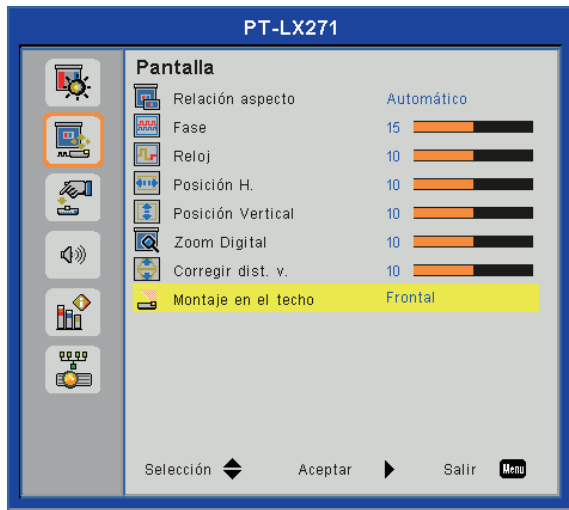 PT-LX271
Pantalla
Relación aspecto Automático
Fase 15
Reloj 10
Posición H. 10
Posición Vertical 10
Zoom Digital 10
Corregir dist. v. 10
Montaje en el techo Frontal
Selección Aceptar Salir Menu